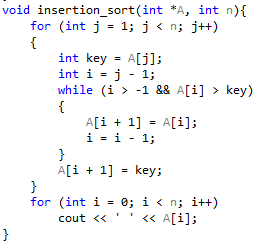 void insertion_sort(int *A, int n){
    for (int j = 1; j < n; j++)
    {
        int key = A[j];
        int i = j - 1;
        while (i > -1 && A[i] > key)
        {
            A[i + 1] = A[i];
            i = i - 1;
        }
        A[i + 1] = key;
    }
    for (int i = 0; i < n; i++)
        cout << ' ' << A[i];
}